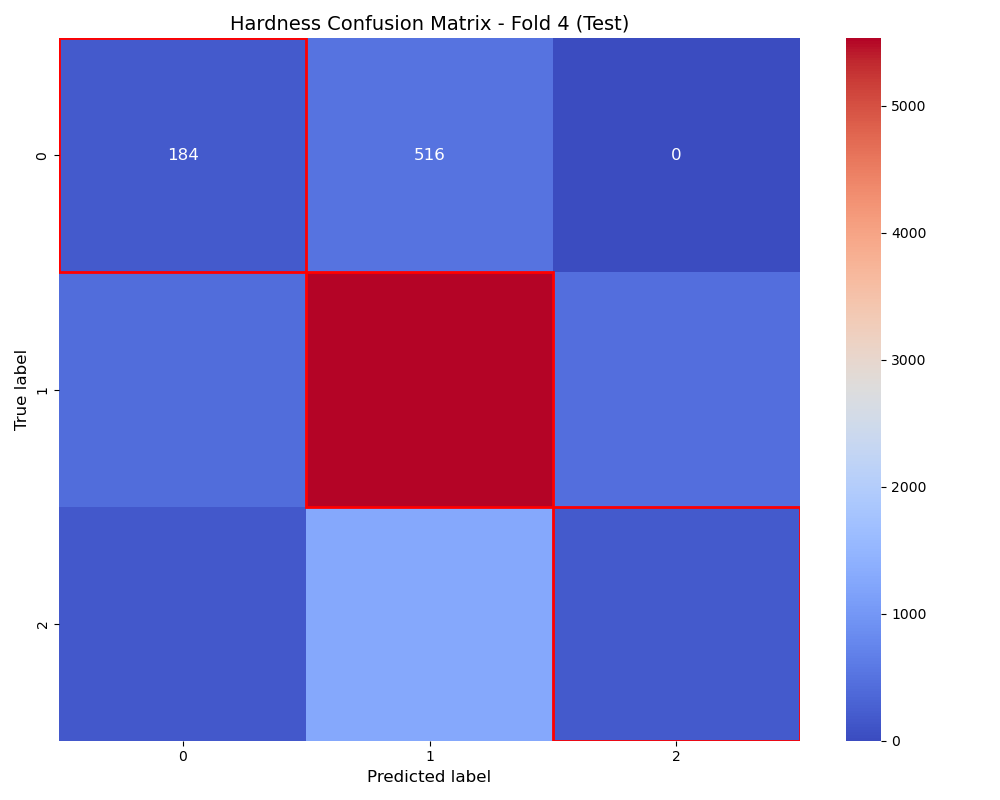 Hardness Confusion Matrix - Fold 4 (Test)
184 516 0
0
1
2
True label
0 1 2
Predicted label
5000
4000
3000
2000
1000
0